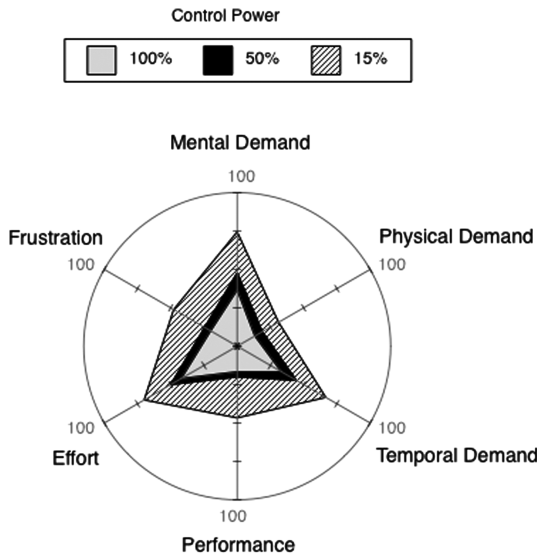 Control Power
100% 50% 15%
Mental Demand
100
Frustration
100
Physical Demand
100
100
Effort
100
Temporal Demand
100
Performance